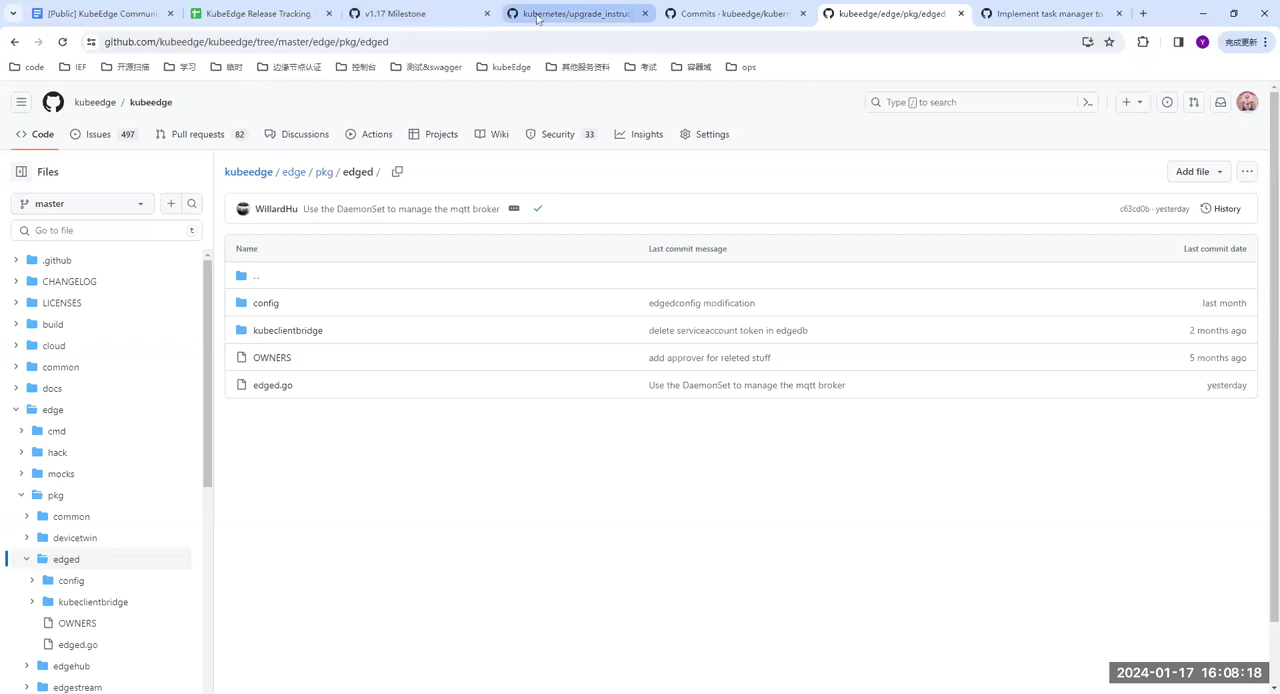 [Public] KubeEdge Communi
KubeEdge Release Tracking
v1.17 Milestone
kubernetes/upgrade_instruc
Commits · kubeedge/kubern
kubeedge/edge/pkg/edged
Implement task manager to
github.com/kubeedge/kubeedge/tree/master/edge/pkg/edged
Y
完成更新
code
IEF
开源扫描
学习
临时
边缘节点认证
控制台
测试&swagger
kubeedge
其他服务资料
考试
容器域
ops
kubeedge / kubeedge
Type / to search
Code
Issues 497
Pull requests 82
Discussions
Actions
Projects
Wiki
Security 33
Insights
Settings
Files
kubeedge / edge / pkg / edged /
Add file
master
WillardHu Use the DaemonSet to manage the mqtt broker
c63cd0b · yesterday
History
Go to file
t
Name
Last commit message
Last commit date
..
config
edgedconfig modification
last month
kubeclientbridge
delete serviceaccount token in edgedb
2 months ago
OWNERS
add approver for releted stuff
5 months ago
edged.go
Use the DaemonSet to manage the mqtt broker
yesterday
.github
CHANGELOG
LICENSES
build
cloud
common
docs
edge
cmd
hack
mocks
pkg
common
devicetwin
edged
config
kubeclientbridge
OWNERS
edged.go
edgehub
edgestream
2024-01-17 16:08:18